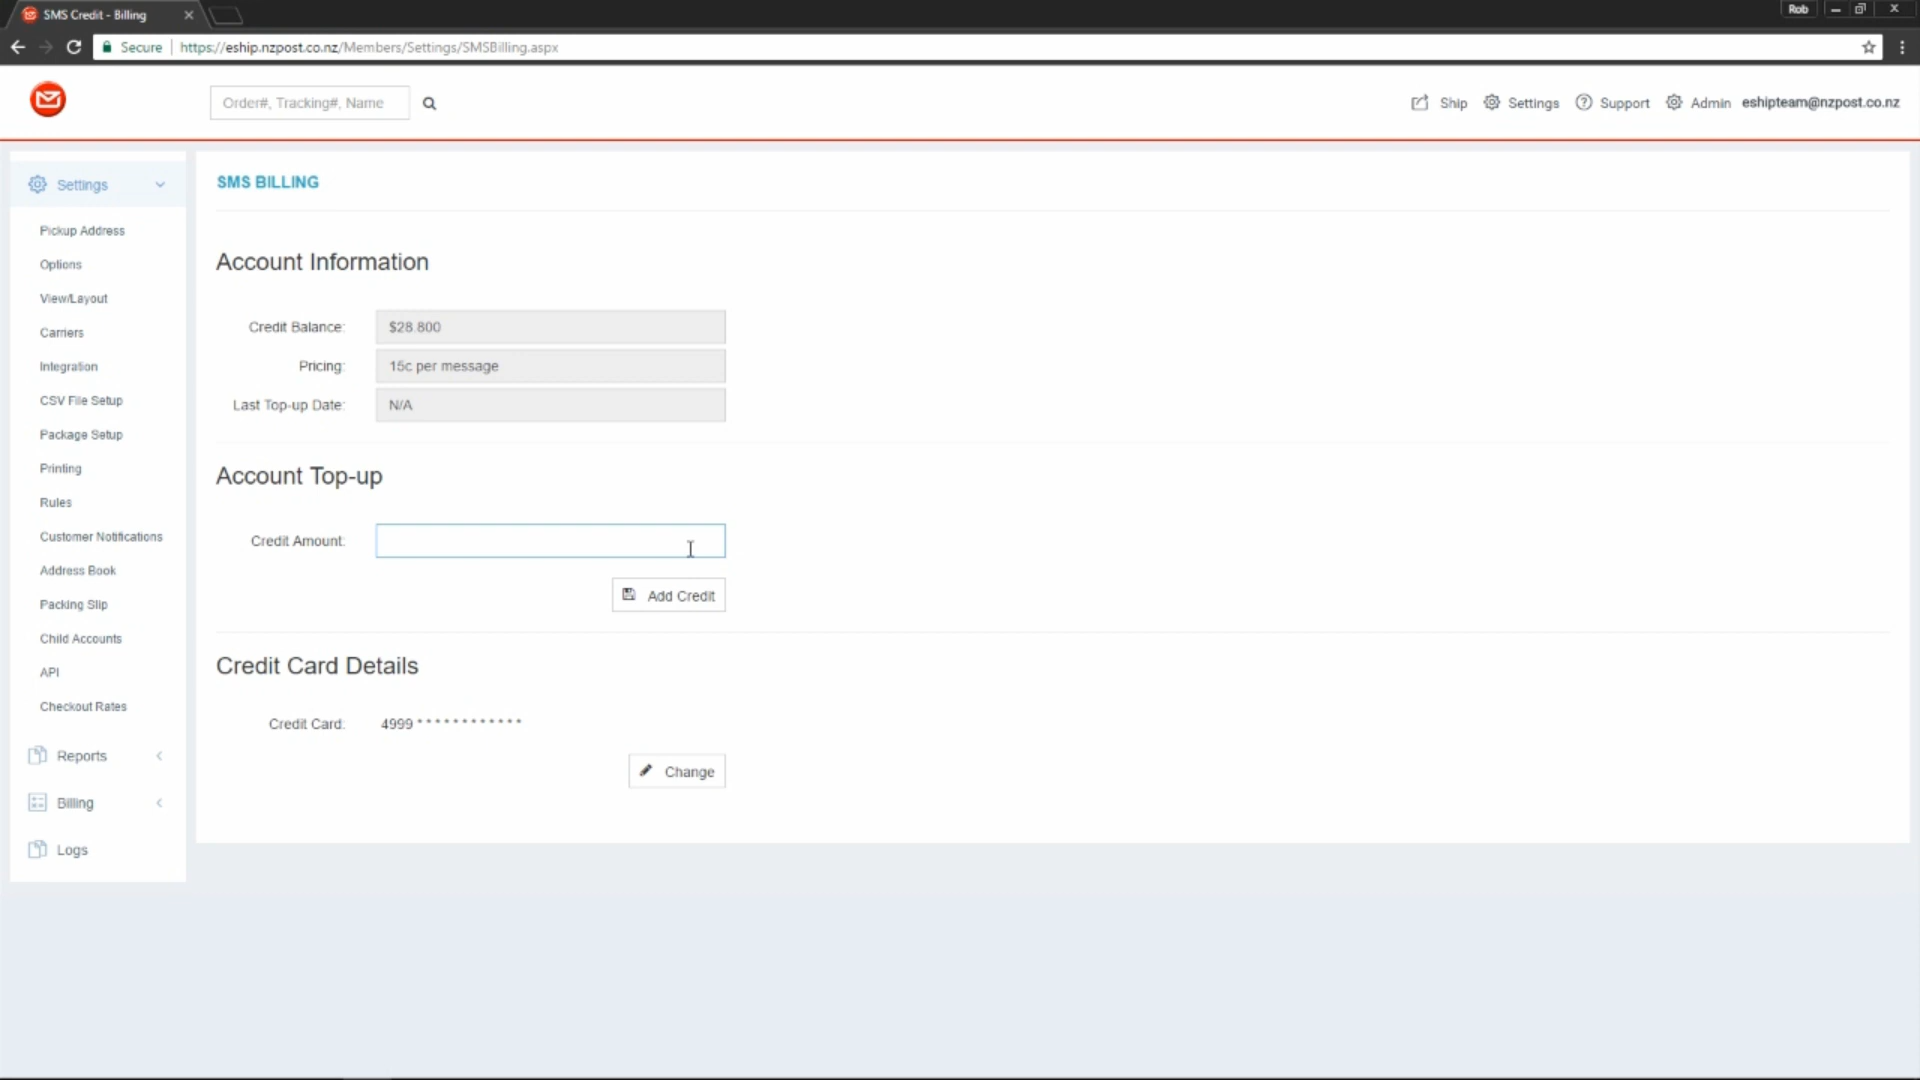 SMS Credit - Billing
Rob
Secure
https://eship.nzpost.co.nz/Members/Settings/SMSBilling.aspx
Order#, Tracking#, Name
Ship
Settings
Support
Admin
eshipteam@nzpost.co.nz
Settings
Pickup Address
Options
View/Layout
Carriers
Integration
CSV File Setup
Package Setup
Printing
Rules
Customer Notifications
Address Book
Packing Slip
Child Accounts
API
Checkout Rates
Reports
Billing
Logs
SMS BILLING
Account Information
Credit Balance: $28.800
Pricing: 15c per message
Last Top-up Date: N/A
Account Top-up
Credit Amount:
Add Credit
Credit Card Details
Credit Card: 4999 * * * * * * * * * * * *
Change